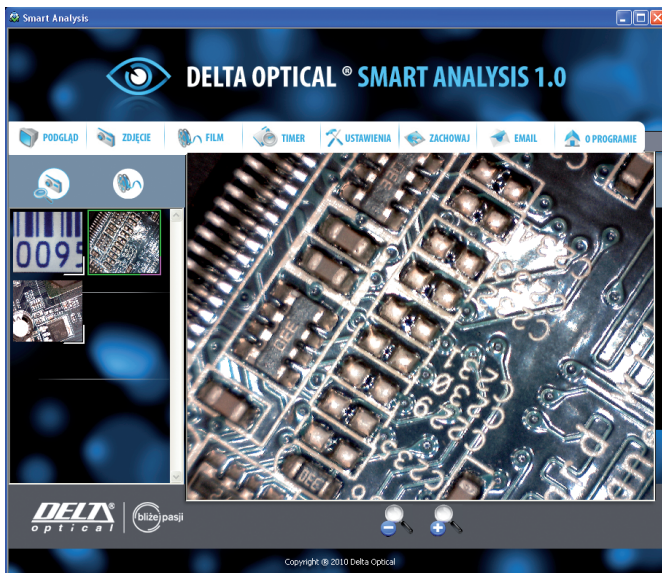 Smart Analysis
DELTA OPTICAL ® SMART ANALYSIS 1.0
PODGLĄD ZDJĘCIE FILM TIMER USTAWIENIA ZACHOWAJ EMAIL O PROGRAMIE
0095
DELTA®
optical
bliżej pasji
Copyright ® 2010 Delta Optical